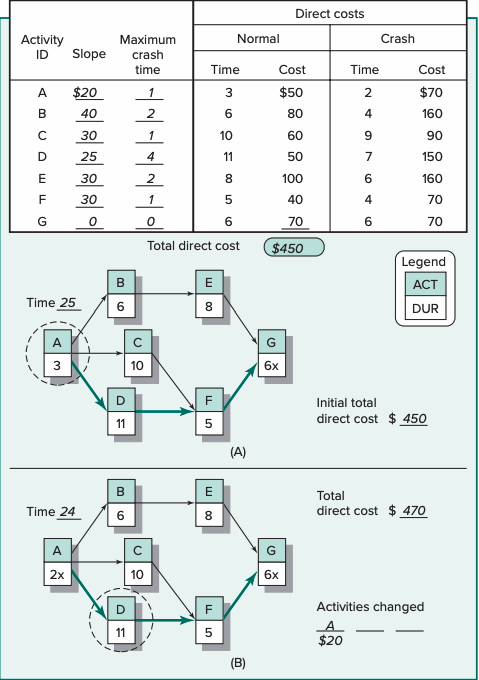 Direct costs
Activity ID Slope Maximum crash time Normal Crash
Time Cost Time Cost
A $20 1 3 $50 2 $70
B 40 2 6 80 4 160
C 30 1 10 60 9 90
D 25 4 11 50 7 150
E 30 2 8 100 6 160
F 30 1 5 40 4 70
G 0 0 6 70 6 70
Total direct cost $450
Legend
ACT
DUR
Time 25
B
6
E
8
A
3
C
10
G
6x
D
11
F
5
Initial total
direct cost $ 450
(A)
Time 24
B
6
E
8
Total
direct cost $ 470
A
2x
C
10
G
6x
D
11
F
5
Activities changed
A
$20
(B)